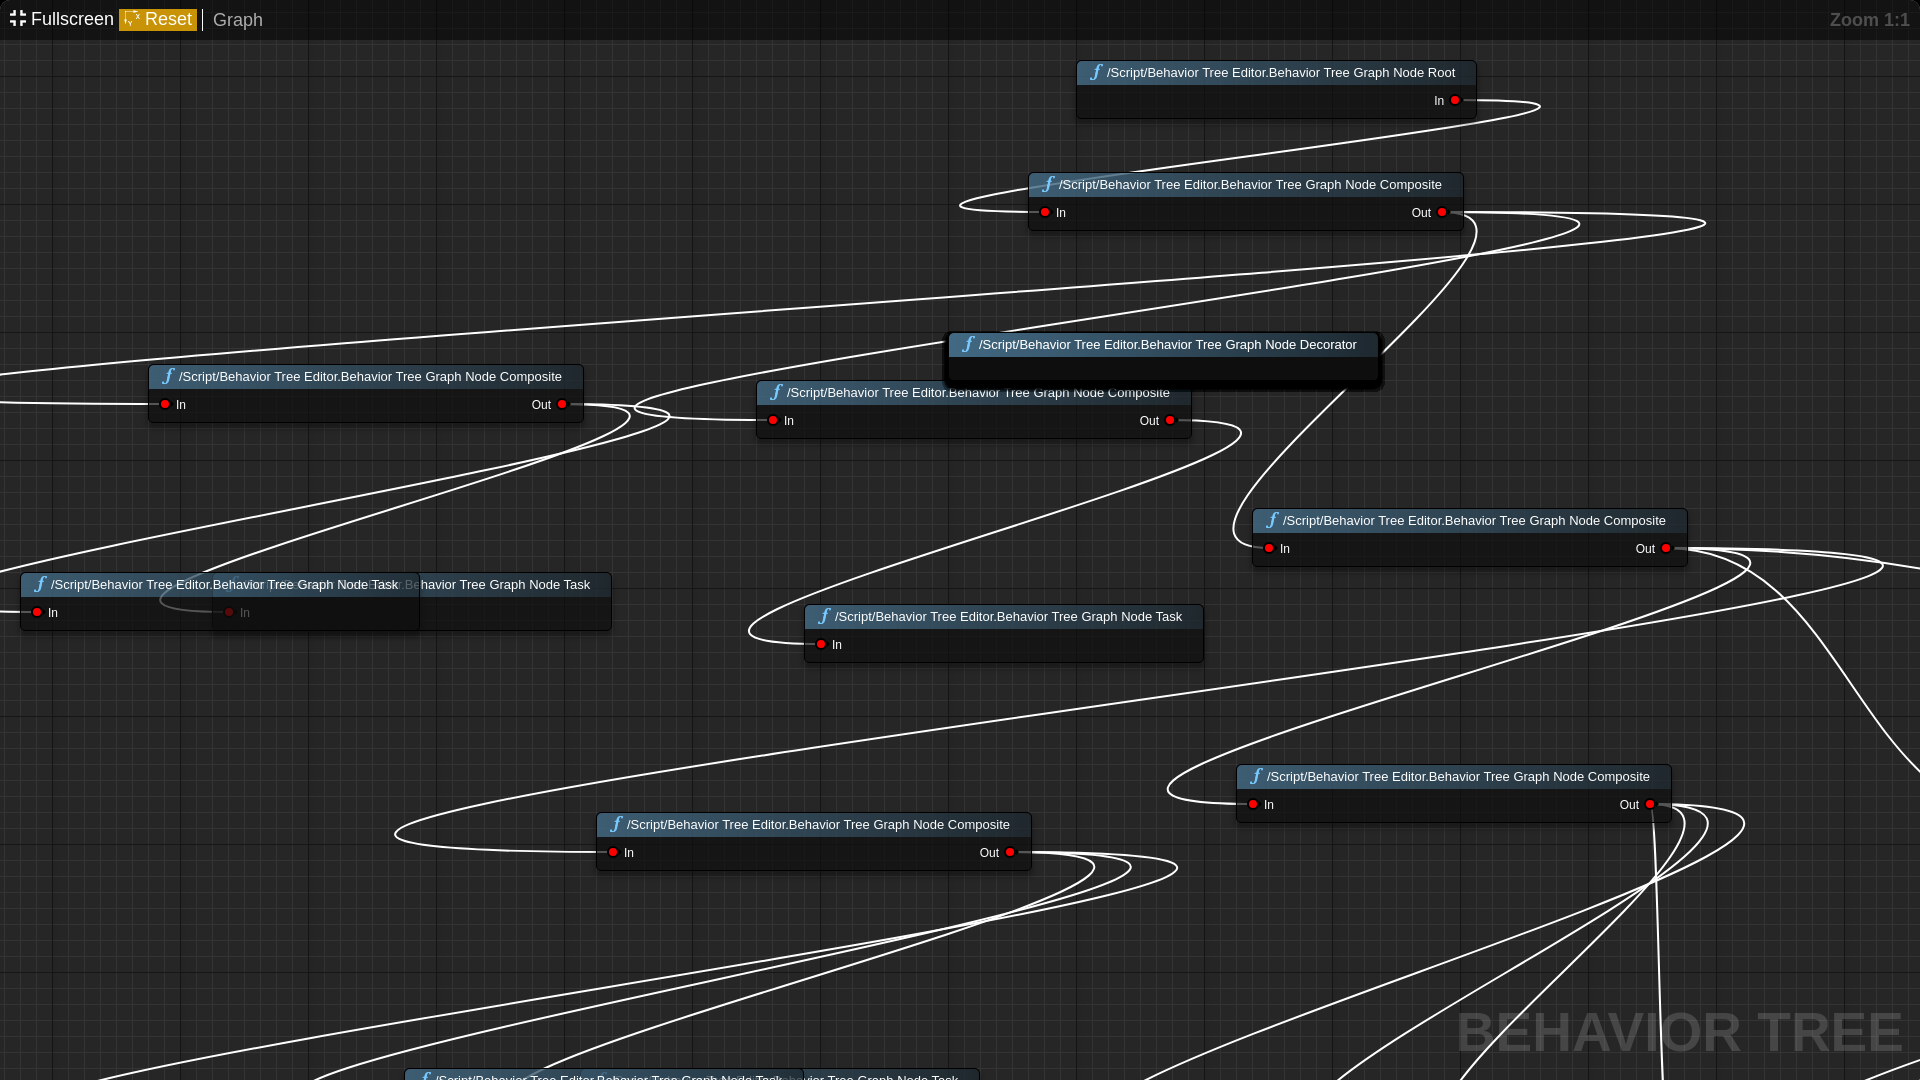 Fullscreen Reset Graph Zoom 1:1
/Script/Behavior Tree Editor.Behavior Tree Graph Node Root
In
/Script/Behavior Tree Editor.Behavior Tree Graph Node Composite
In Out
/Script/Behavior Tree Editor.Behavior Tree Graph Node Decorator
/Script/Behavior Tree Editor.Behavior Tree Graph Node Composite
In Out
/Script/Behavior Tree Editor.Behavior Tree Graph Node Composite
In Out
/Script/Behavior Tree Editor.Behavior Tree Graph Node Composite
In Out
/Script/Behavior Tree Editor.Behavior Tree Graph Node Task
havior Tree Graph Node Task
In In
/Script/Behavior Tree Editor.Behavior Tree Graph Node Task
In
/Script/Behavior Tree Editor.Behavior Tree Graph Node Composite
In Out
/Script/Behavior Tree Editor.Behavior Tree Graph Node Composite
In Out
BEHAVIOR TREE
/Script/Behavior Tree Editor.Behavior Tree Graph Node Task
Tree Graph Node Task